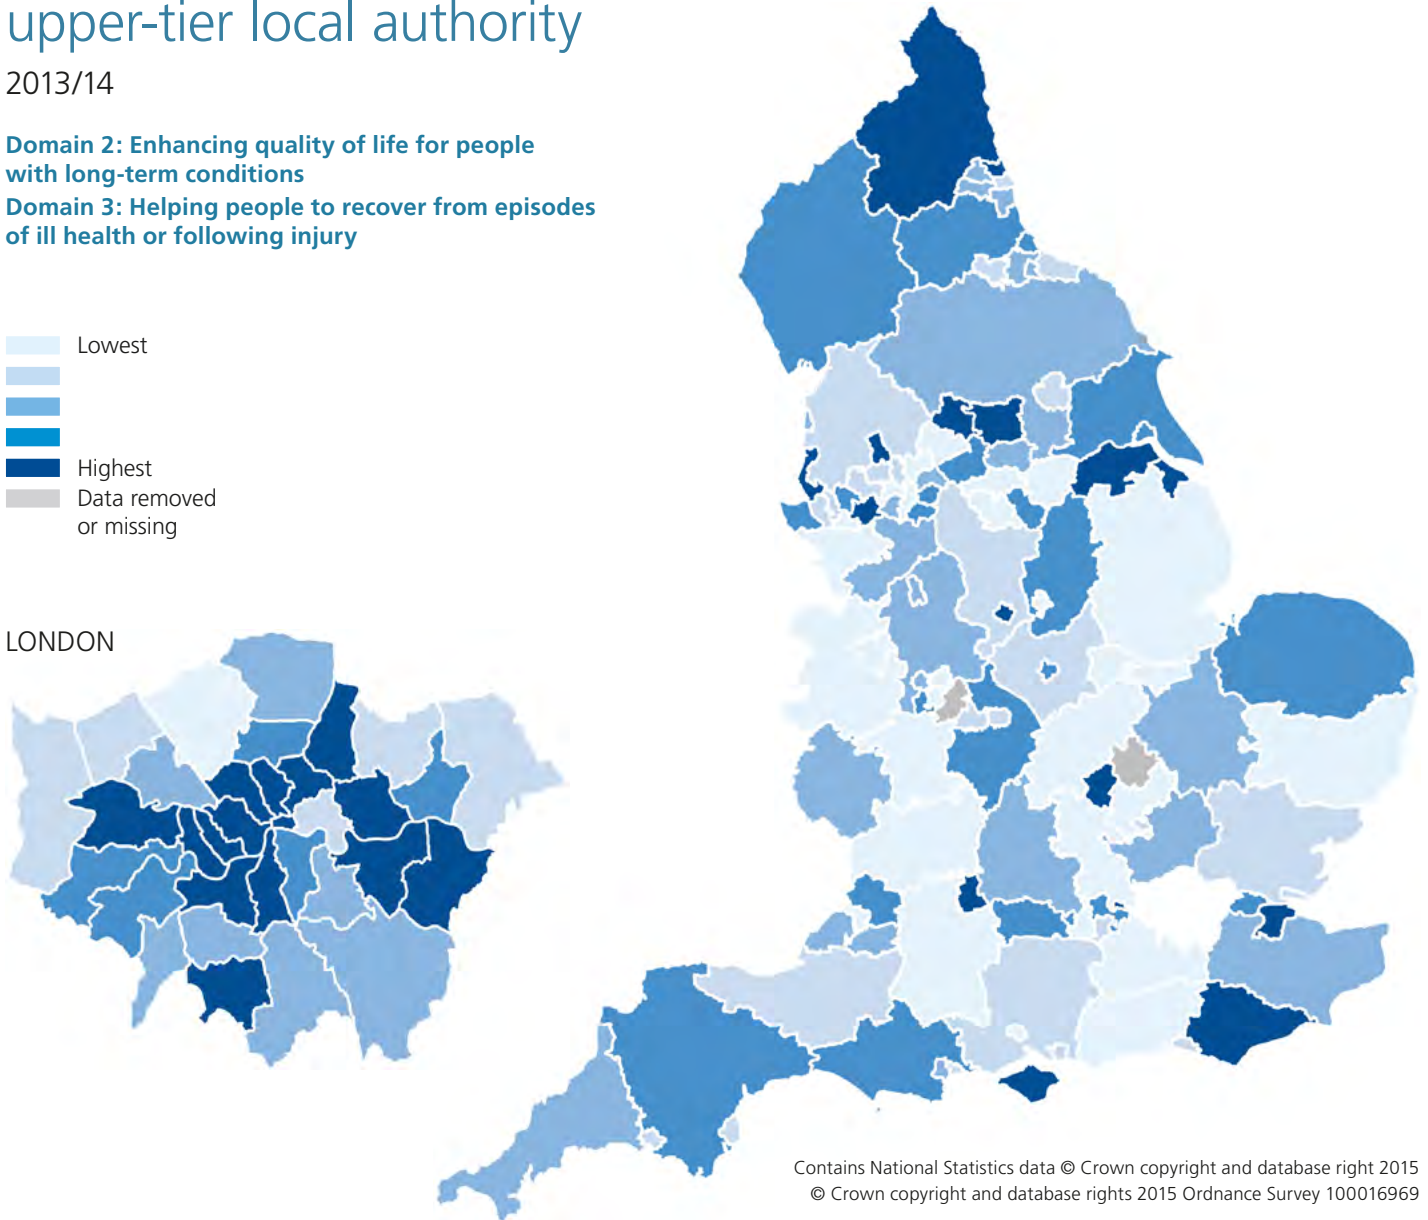 upper-tier local authority
2013/14
Domain 2: Enhancing quality of life for people
with long-term conditions
Domain 3: Helping people to recover from episodes
of ill health or following injury
Lowest
Highest
Data removed
or missing
LONDON
Contains National Statistics data © Crown copyright and database right 2015
© Crown copyright and database rights 2015 Ordnance Survey 100016969